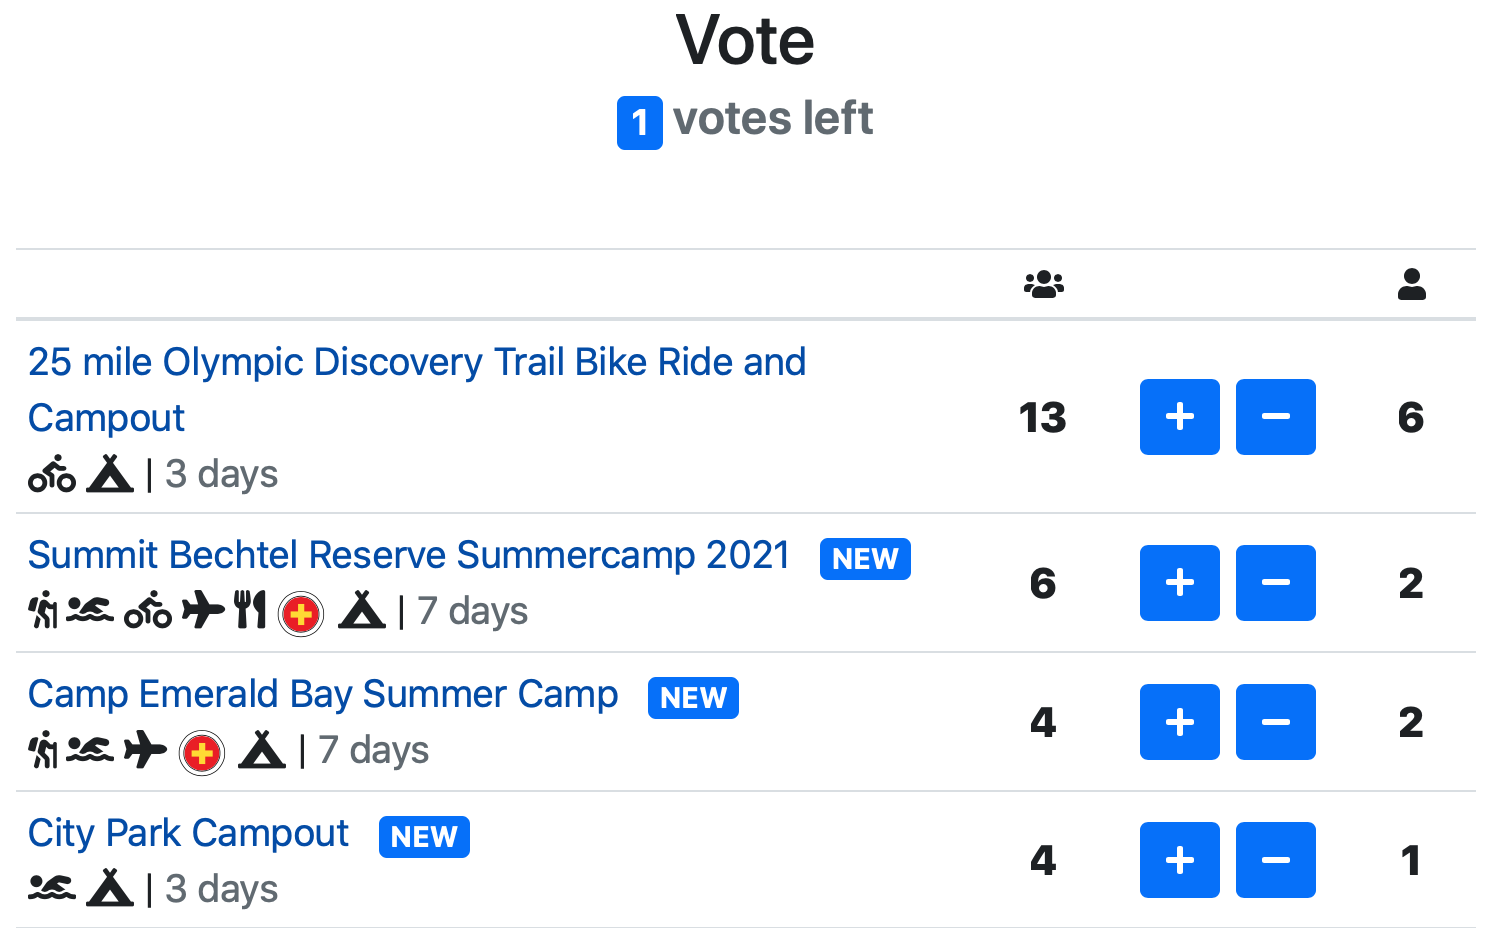 Vote
1 votes left
25 mile Olympic Discovery Trail Bike Ride and
Campout
| 3 days
13 + − 6
Summit Bechtel Reserve Summercamp 2021 NEW
| 7 days
6 + − 2
Camp Emerald Bay Summer Camp NEW
| 7 days
4 + − 2
City Park Campout NEW
| 3 days
4 + − 1